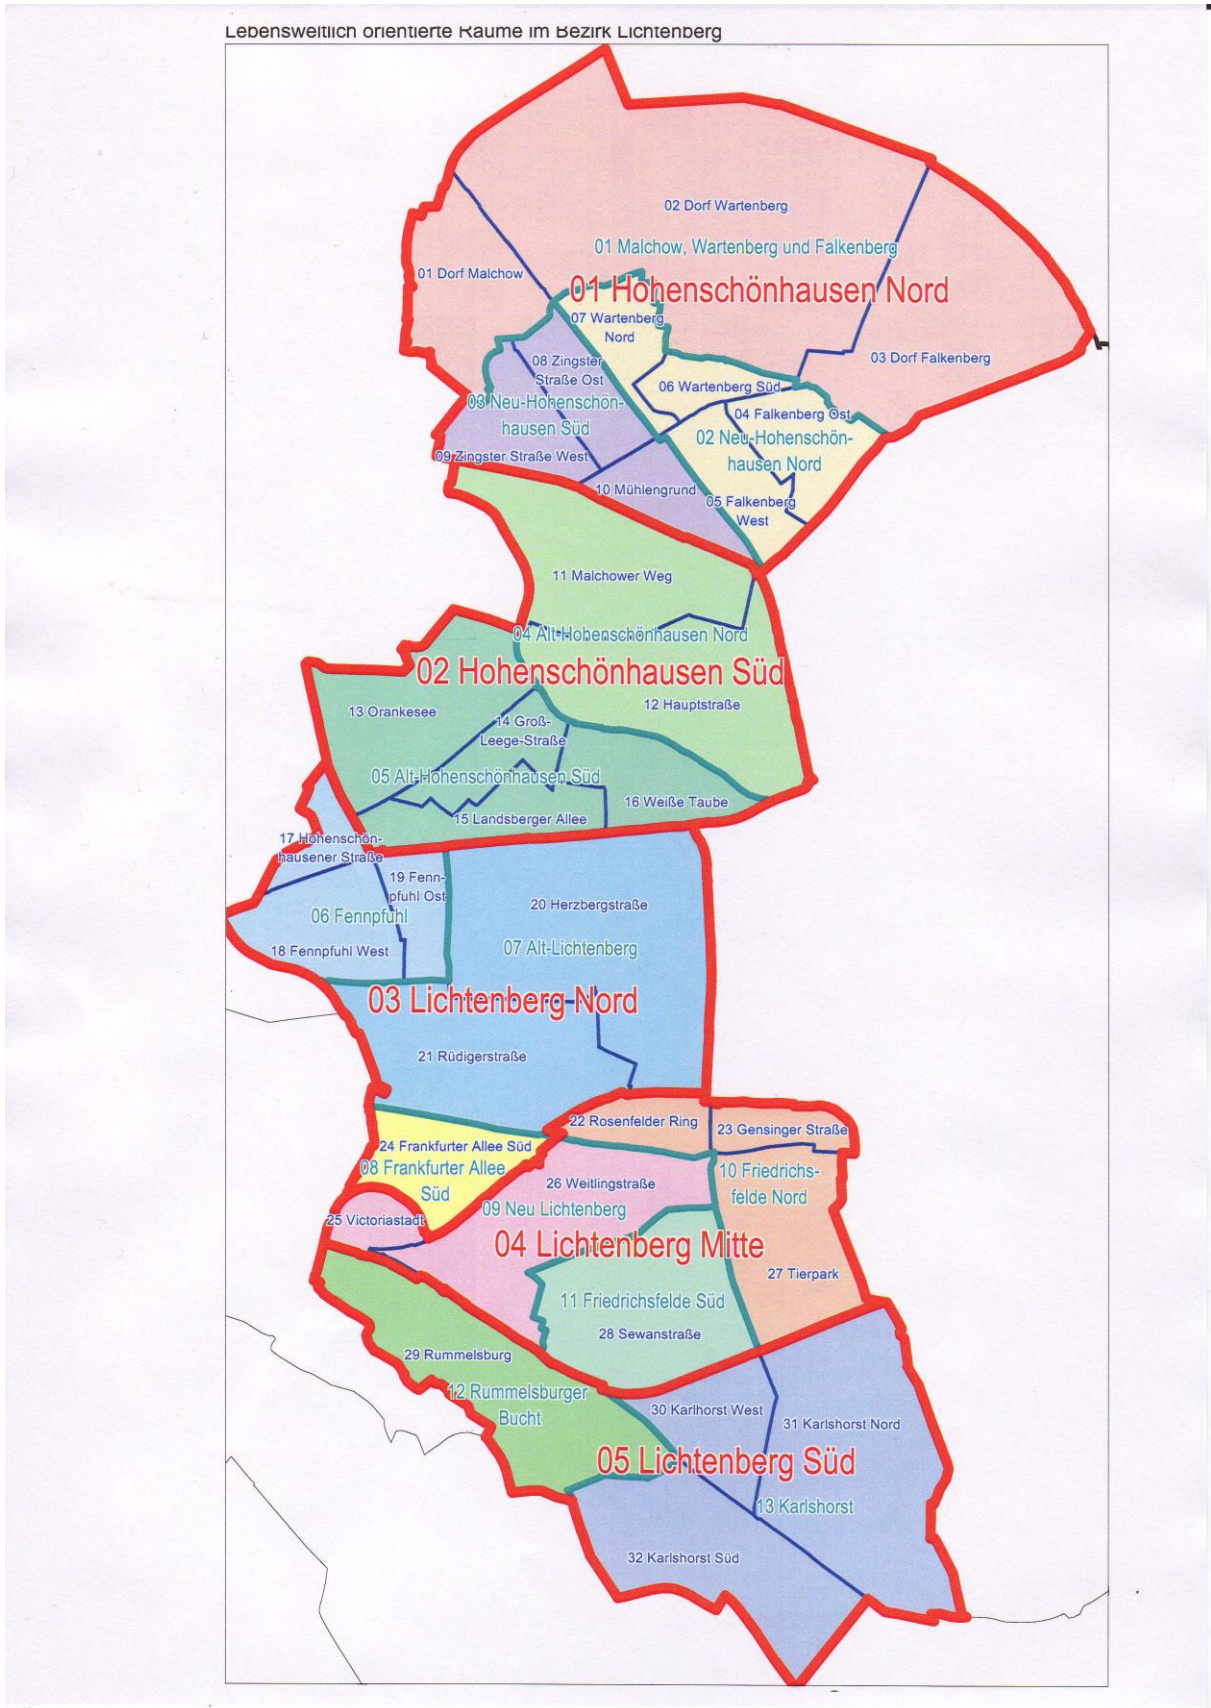 Lebensweltlich orientierte Räume im Bezirk Lichtenberg
02 Dorf Wartenberg
01 Malchow, Wartenberg und Falkenberg
01 Dorf Malchow
01 Hohenschönhausen Nord
07 Wartenberg
Nord
03 Dorf Falkenberg
08 Zingster
Straße Ost
06 Wartenberg Süd
03 Neu-Hohenschön-
hausen Süd
04 Falkenberg Ost
02 Neu-Hohenschön-
hausen Nord
09 Zingster Straße West
10 Mühlengrund
05 Falkenberg
West
11 Malchower Weg
04 Alt-Hohenschönhausen Nord
02 Hohenschönhausen Süd
12 Hauptstraße
13 Orankesee
14 Groß-
Leege-Straße
05 Alt-Hohenschönhausen Süd
16 Weiße Taube
15 Landsberger Allee
17 Hohenschön-
hausener Straße
19 Fenn-
pfuhl Ost
20 Herzbergstraße
06 Fennpfuhl
07 Alt-Lichtenberg
18 Fennpfuhl West
03 Lichtenberg Nord
21 Rüdigerstraße
22 Rosenfelder Ring
23 Gensinger Straße
24 Frankfurter Allee Süd
08 Frankfurter Allee
Süd
10 Friedrichs-
felde Nord
26 Weitlingstraße
09 Neu Lichtenberg
25 Victoriastadt
04 Lichtenberg Mitte
27 Tierpark
11 Friedrichsfelde Süd
28 Sewanstraße
29 Rummelsburg
12 Rummelsburger
Bucht
30 Karlhorst West
31 Karlshorst Nord
05 Lichtenberg Süd
13 Karlshorst
32 Karlshorst Süd